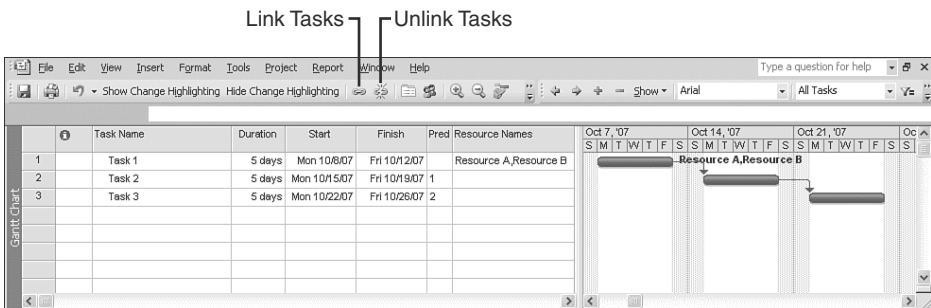 Link Tasks Unlink Tasks
File Edit View Insert Format Tools Project Report Window Help Type a question for help
Show Change Highlighting Hide Change Highlighting Show Arial All Tasks
Task Name Duration Start Finish Pred Resource Names Oct 7, '07 Oct 14, '07 Oct 21, '07 Oc
S M T W T F S S M T W T F S S M T W T F S S
1 Task 1 5 days Mon 10/8/07 Fri 10/12/07 Resource A,Resource B Resource A,Resource B
2 Task 2 5 days Mon 10/15/07 Fri 10/19/07 1
3 Task 3 5 days Mon 10/22/07 Fri 10/26/07 2
Gantt Chart